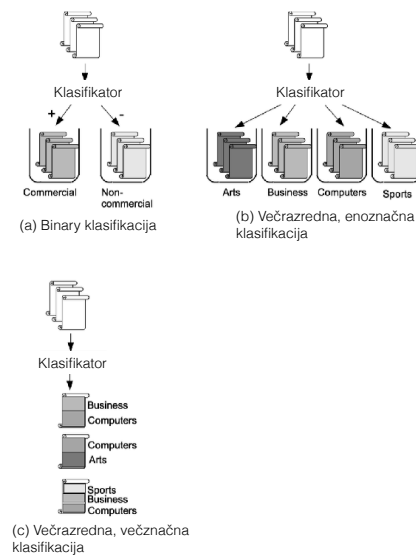 Klasifikator
+
-
Commercial
Non-
commercial
(a) Binary klasifikacija
Klasifikator
Arts
Business
Computers
Sports
(b) Večrazredna, enoznačna
klasifikacija
Klasifikator
Business
Computers
Computers
Arts
Sports
Business
Computers
(c) Večrazredna, večznačna
klasifikacija